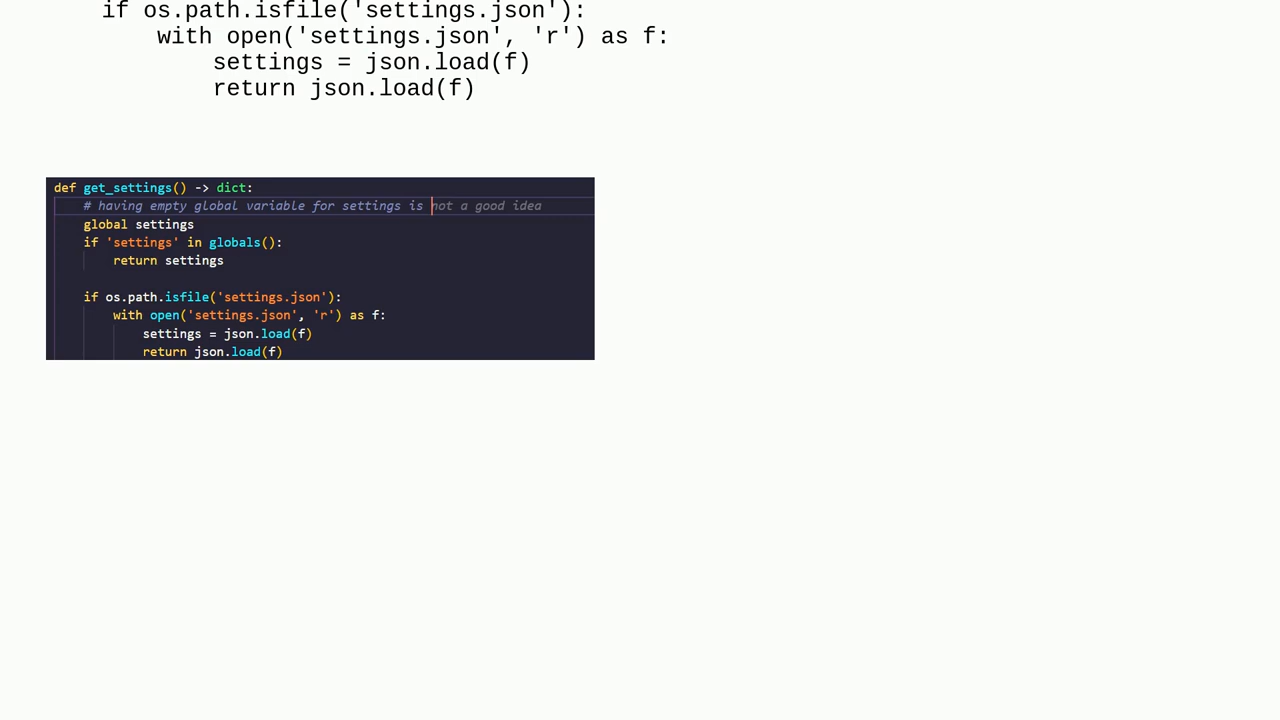 if os.path.isfile('settings.json'):
with open('settings.json', 'r') as f:
settings = json.load(f)
return json.load(f)
def get_settings() -> dict:
# having empty global variable for settings is not a good idea
global settings
if 'settings' in globals():
return settings
if os.path.isfile('settings.json'):
with open('settings.json', 'r') as f:
settings = json.load(f)
return json.load(f)